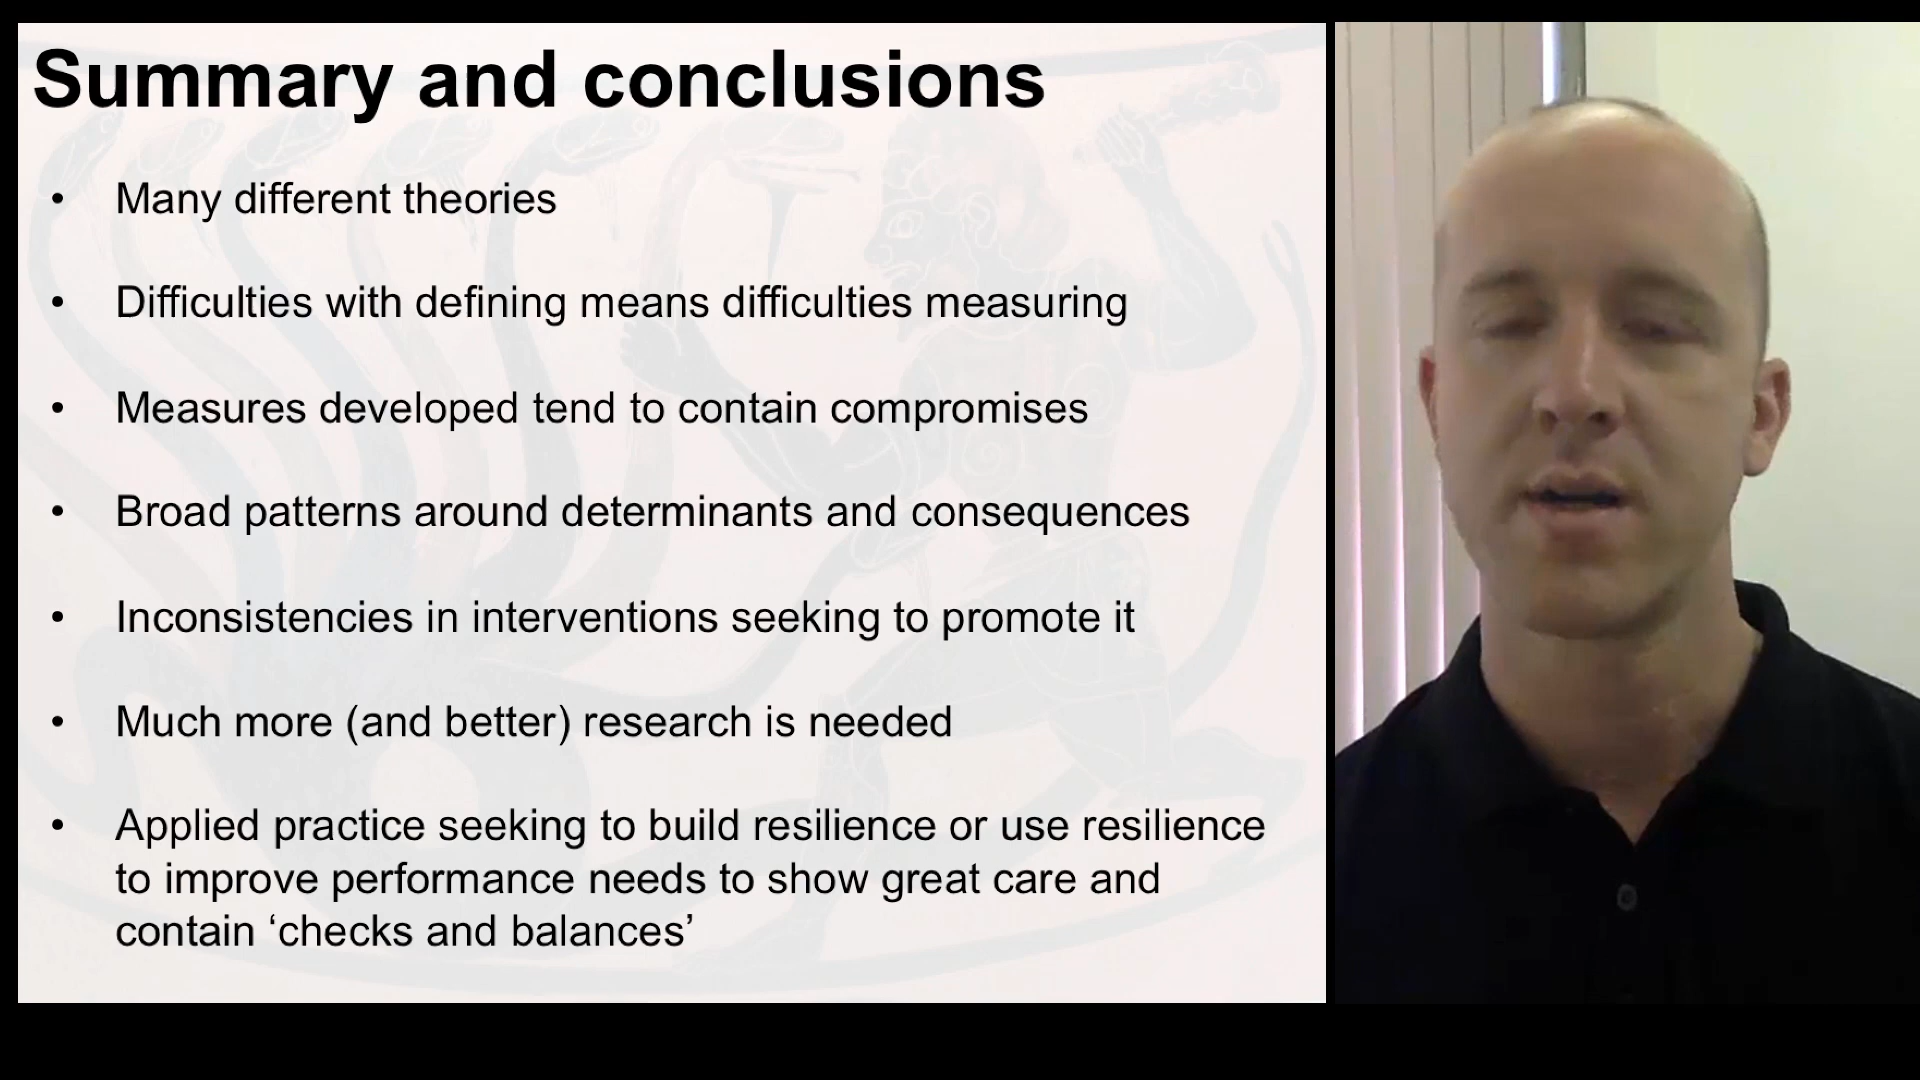 Summary and conclusions
• Many different theories
• Difficulties with defining means difficulties measuring
• Measures developed tend to contain compromises
• Broad patterns around determinants and consequences
• Inconsistencies in interventions seeking to promote it
• Much more (and better) research is needed
• Applied practice seeking to build resilience or use resilience
to improve performance needs to show great care and
contain ‘checks and balances’